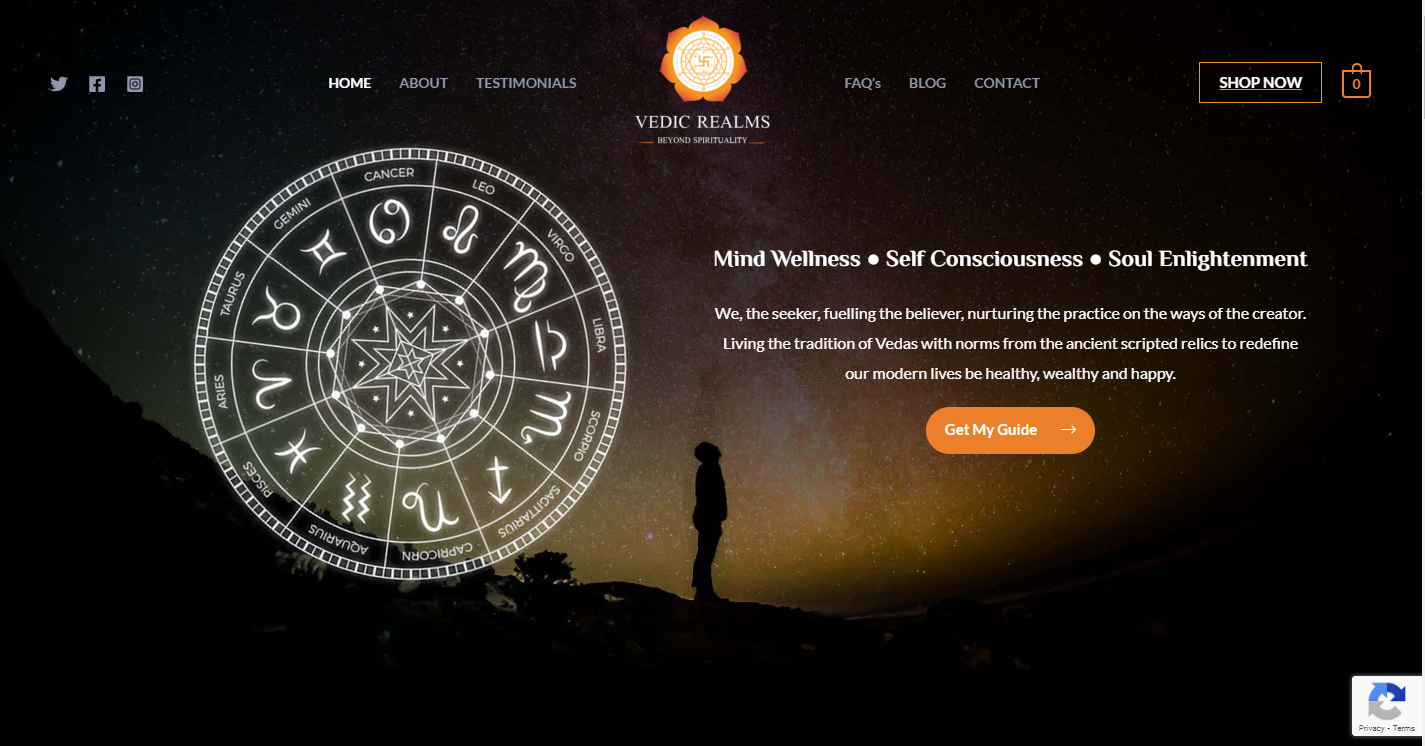 HOME
ABOUT
TESTIMONIALS
VEDIC REALMS
BEYOND SPIRITUALITY
FAQ's
BLOG
CONTACT
SHOP NOW
0
CANCER
LEO
VIRGO
LIBRA
SCORPIO
SAGITTARIUS
CAPRICORN
AQUARIUS
PISCES
ARIES
TAURUS
GEMINI
Mind Wellness ● Self Consciousness ● Soul Enlightenment
We, the seeker, fuelling the believer, nurturing the practice on the ways of the creator.
Living the tradition of Vedas with norms from the ancient scripted relics to redefine
our modern lives be healthy, wealthy and happy.
Get My Guide →
Privacy - Terms